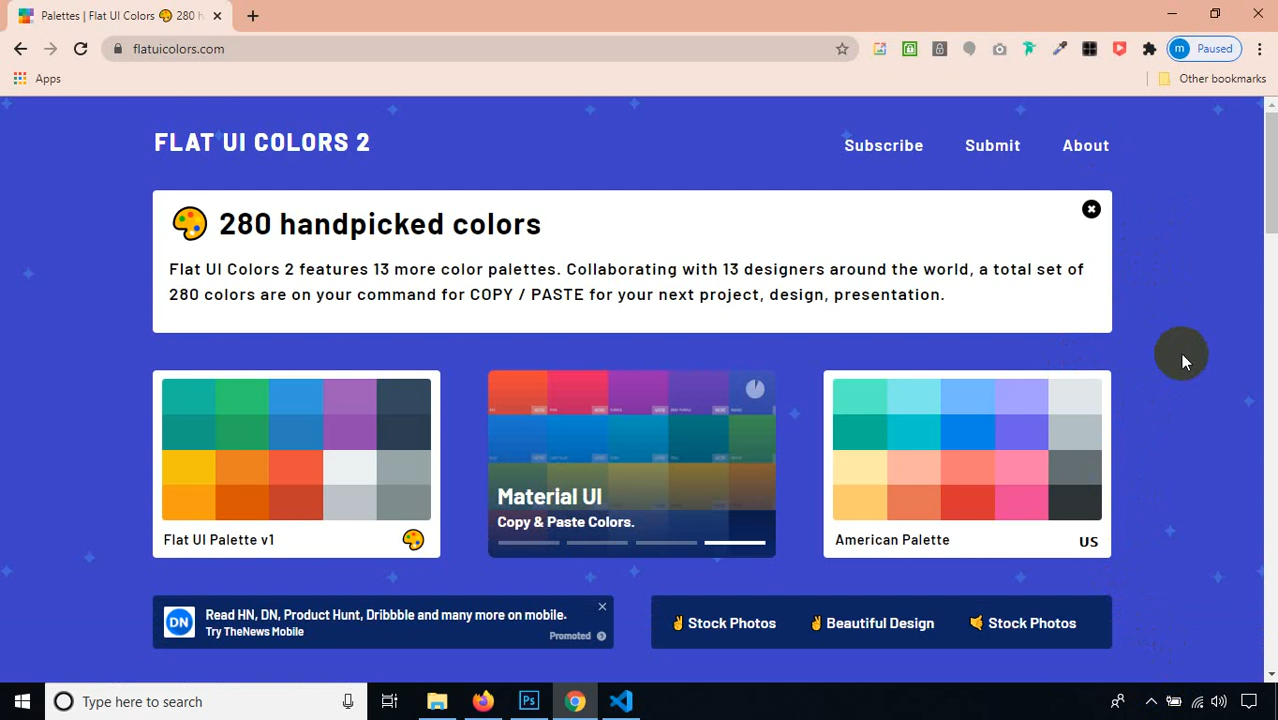 Palettes | Flat UI Colors 🎨 280 h
flatuicolors.com
m Paused
Apps
Other bookmarks
FLAT UI COLORS 2
Subscribe Submit About
280 handpicked colors
Flat UI Colors 2 features 13 more color palettes. Collaborating with 13 designers around the world, a total set of
280 colors are on your command for COPY / PASTE for your next project, design, presentation.
Material UI
Copy & Paste Colors.
Flat UI Palette v1
American Palette US
DN
Read HN, DN, Product Hunt, Dribbble and many more on mobile.
Try TheNews Mobile
Promoted
✌ Stock Photos ✌ Beautiful Design 🤙 Stock Photos
Type here to search
Ps